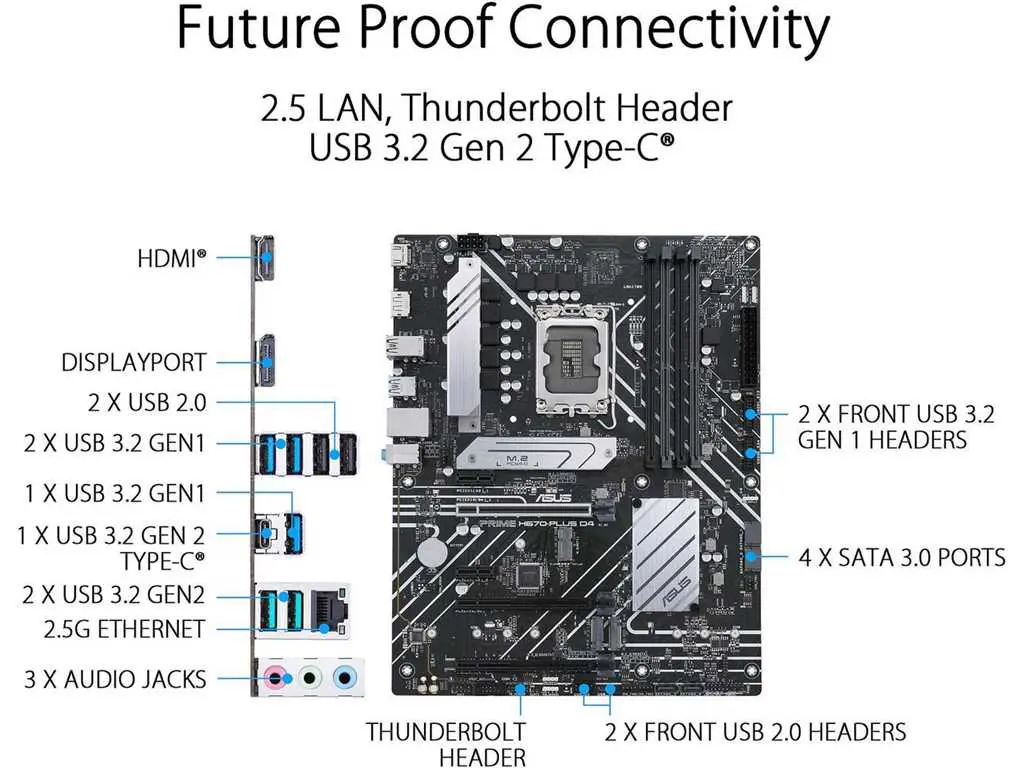 Future Proof Connectivity
2.5 LAN, Thunderbolt Header
USB 3.2 Gen 2 Type-C®
HDMI®
DISPLAYPORT
2 X USB 2.0
2 X USB 3.2 GEN1
1 X USB 3.2 GEN1
1 X USB 3.2 GEN 2
TYPE-C®
2 X USB 3.2 GEN2
2.5G ETHERNET
3 X AUDIO JACKS
M.2
ASUS
PRIME H670-PLUS D4
ASUS
2 X FRONT USB 3.2
GEN 1 HEADERS
4 X SATA 3.0 PORTS
THUNDERBOLT
HEADER
2 X FRONT USB 2.0 HEADERS